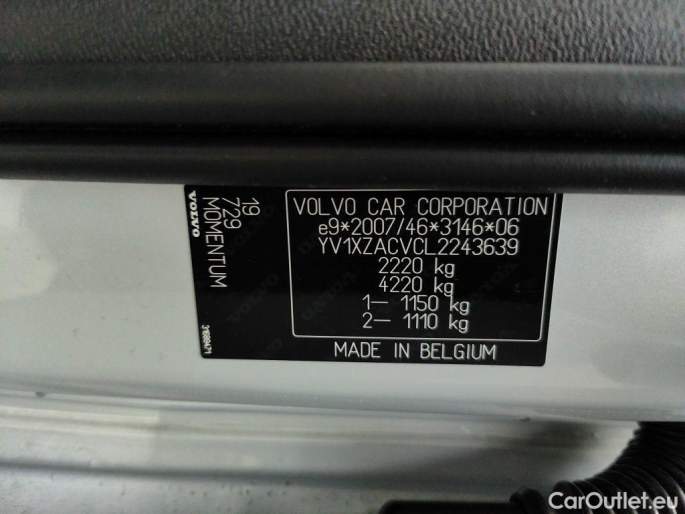 VOLVO CAR CORPORATION
e9*2007/46*3146*06
YV1XZACVCL2243639
2220 kg
4220 kg
1– 1150 kg
2– 1110 kg
MADE IN BELGIUM
19
729
MOMENTUM
VOLVO
CarOutlet.eu